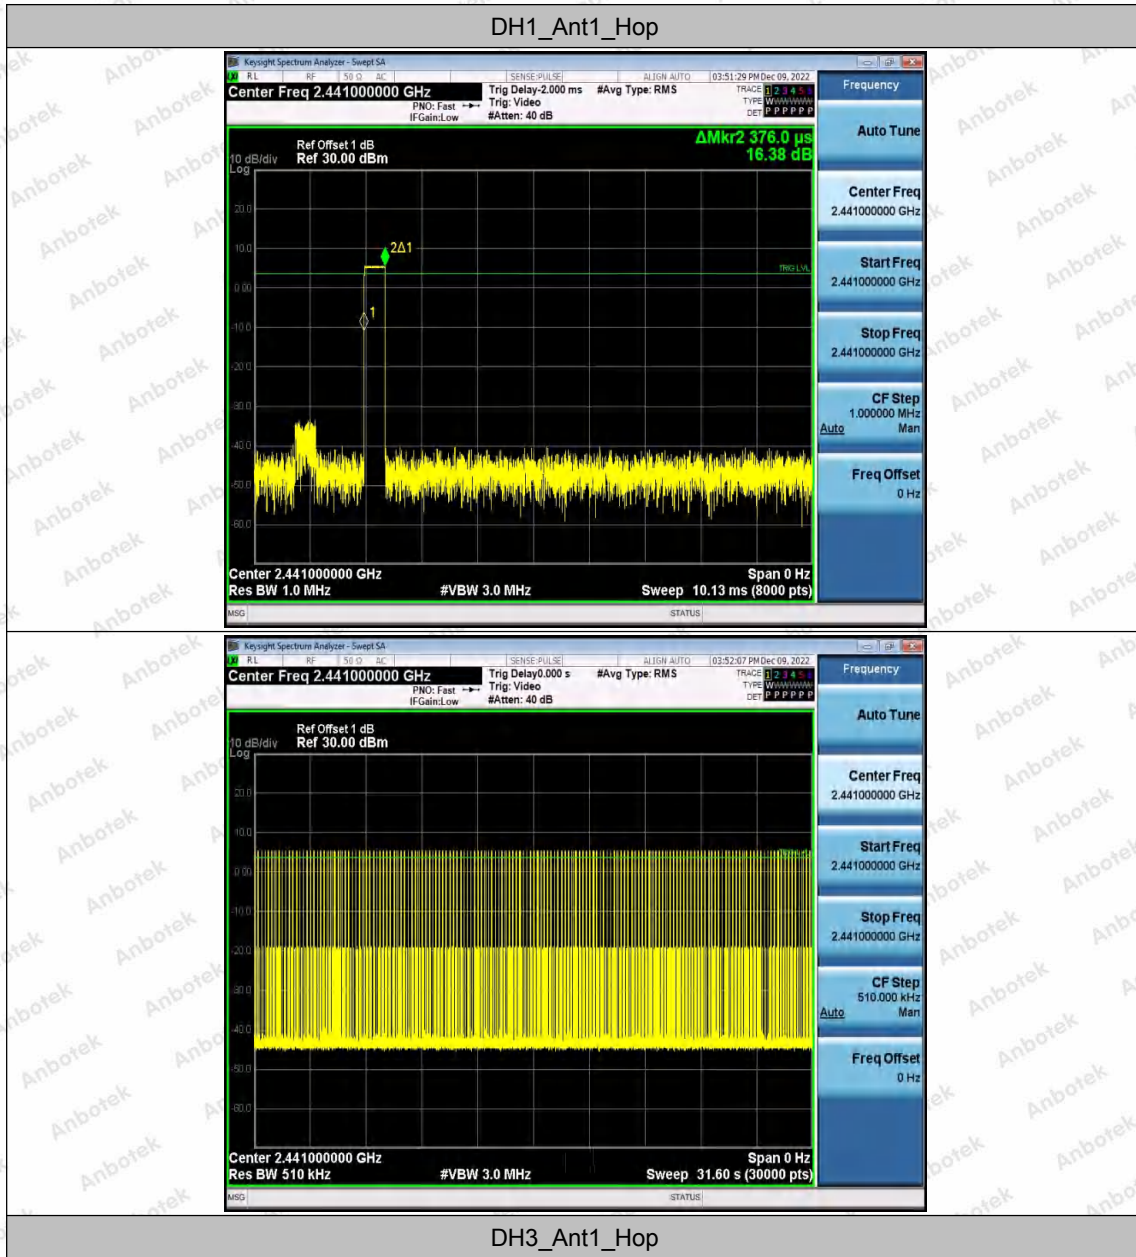 DH1_Ant1_Hop
Keysight Spectrum Analyzer - Swept SA
RL RF 50 Ω AC SENSE:PULSE ALIGN AUTO 03:51:29 PM Dec 09, 2022
Center Freq 2.441000000 GHz
PNO: Fast
IFGain:Low
Trig Delay-2.000 ms
Trig: Video
#Atten: 40 dB
#Avg Type: RMS
TRACE 1 2 3 4 5 6
TYPE
DET P P P P P P
Frequency
ΔMkr2 376.0 µs
16.38 dB
Ref Offset 1 dB
10 dB/div Ref 30.00 dBm
Log
20.0
10.0
0.00
-10.0
-20.0
-30.0
-40.0
-50.0
-60.0
2Δ1
1
TRIG LVL
Center 2.441000000 GHz
Span 0 Hz
Res BW 1.0 MHz
#VBW 3.0 MHz
Sweep 10.13 ms (8000 pts)
MSG
STATUS
Auto Tune
Center Freq
2.441000000 GHz
Start Freq
2.441000000 GHz
Stop Freq
2.441000000 GHz
CF Step
1.000000 MHz
Auto Man
Freq Offset
0 Hz
Keysight Spectrum Analyzer - Swept SA
RL RF 50 Ω AC SENSE:PULSE ALIGN AUTO 03:52:07 PM Dec 09, 2022
Center Freq 2.441000000 GHz
PNO: Fast
IFGain:Low
Trig Delay0.000 s
Trig: Video
#Atten: 40 dB
#Avg Type: RMS
TRACE 1 2 3 4 5 6
TYPE
DET P P P P P P
Frequency
Ref Offset 1 dB
10 dB/div Ref 30.00 dBm
Log
20.0
10.0
0.00
-10.0
-20.0
-30.0
-40.0
-50.0
-60.0
Center 2.441000000 GHz
Span 0 Hz
Res BW 510 kHz
#VBW 3.0 MHz
Sweep 31.60 s (30000 pts)
MSG
STATUS
Auto Tune
Center Freq
2.441000000 GHz
Start Freq
2.441000000 GHz
Stop Freq
2.441000000 GHz
CF Step
510.000 kHz
Auto Man
Freq Offset
0 Hz
DH3_Ant1_Hop
Anbotek